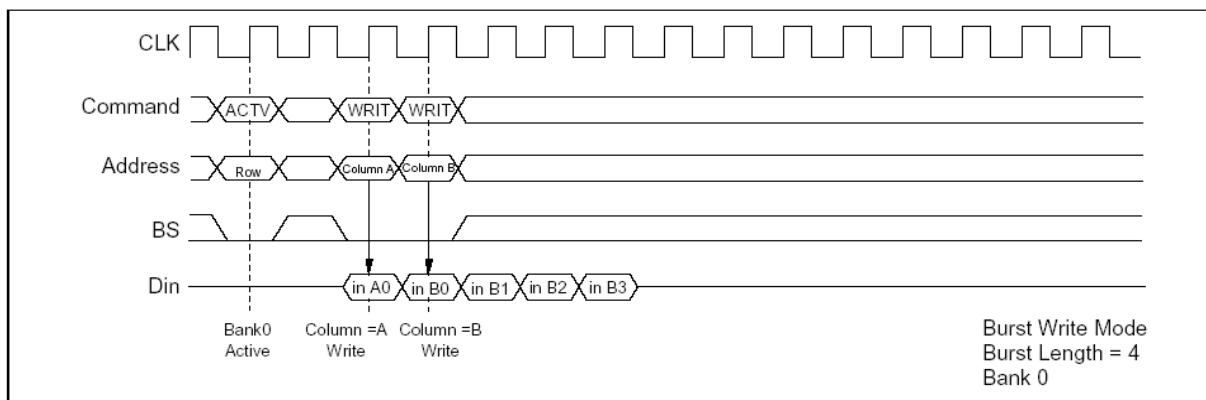 CLK
Command ACTV WRIT WRIT
Address Row Column A Column B
BS
Din in A0 in B0 in B1 in B2 in B3
Bank0 Column =A Column =B
Active Write Write
Burst Write Mode
Burst Length = 4
Bank 0